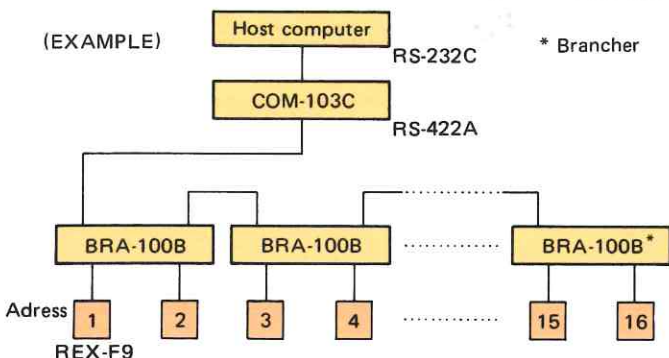 Host computer
(EXAMPLE)
RS-232C
* Brancher
COM-103C
RS-422A
BRA-100B
BRA-100B
BRA-100B*
Adress
1
2
3
4
15
16
REX-F9